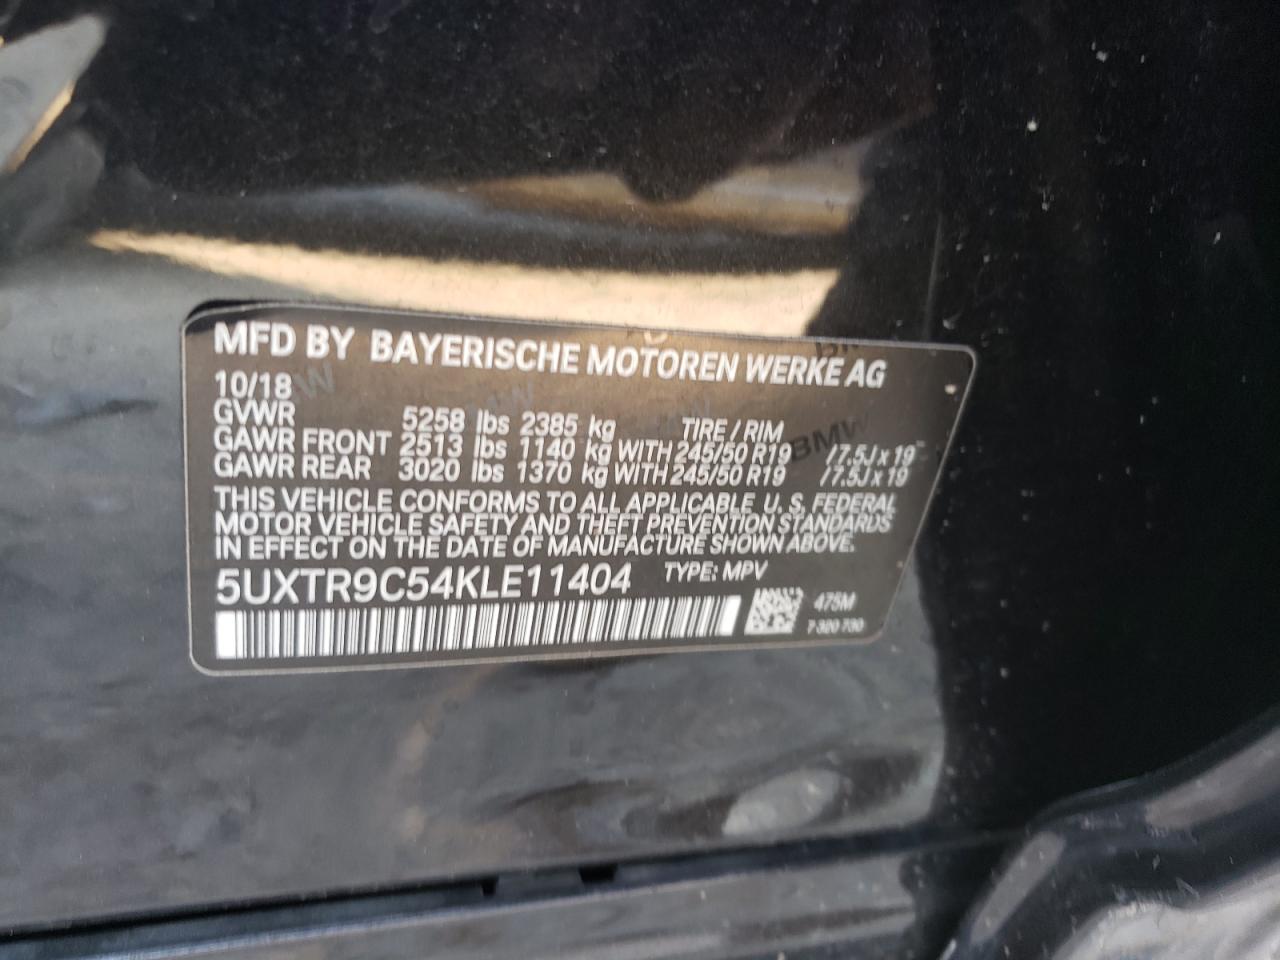 MFD BY BAYERISCHE MOTOREN WERKE AG
10/18
GVWR 5258 lbs 2385 kg TIRE / RIM
GAWR FRONT 2513 lbs 1140 kg WITH 245/50 R19 /7.5J x 19
GAWR REAR 3020 lbs 1370 kg WITH 245/50 R19 /7.5J x 19
THIS VEHICLE CONFORMS TO ALL APPLICABLE U. S. FEDERAL
MOTOR VEHICLE SAFETY AND THEFT PREVENTION STANDARDS
IN EFFECT ON THE DATE OF MANUFACTURE SHOWN ABOVE.
5UXTR9C54KLE11404 TYPE: MPV
475M
7 320 730